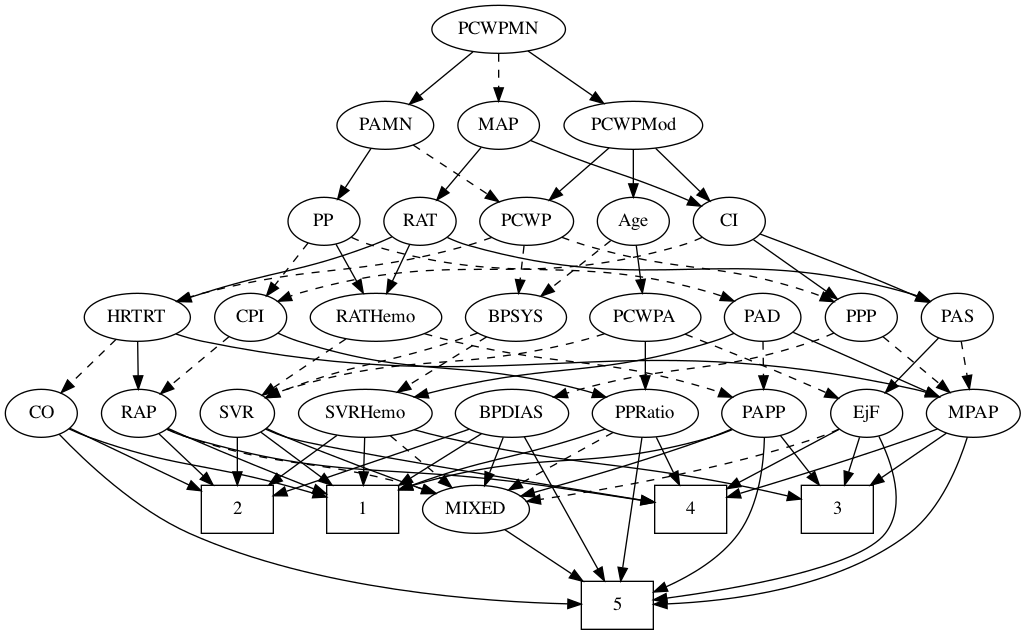 PCWPMN
PAMN MAP PCWPMod
PP RAT PCWP Age CI
HRTRT CPI RATHemo BPSYS PCWPA PAD PPP PAS
CO RAP SVR SVRHemo BPDIAS PPRatio PAPP EjF MPAP
2 1 MIXED 4 3
5